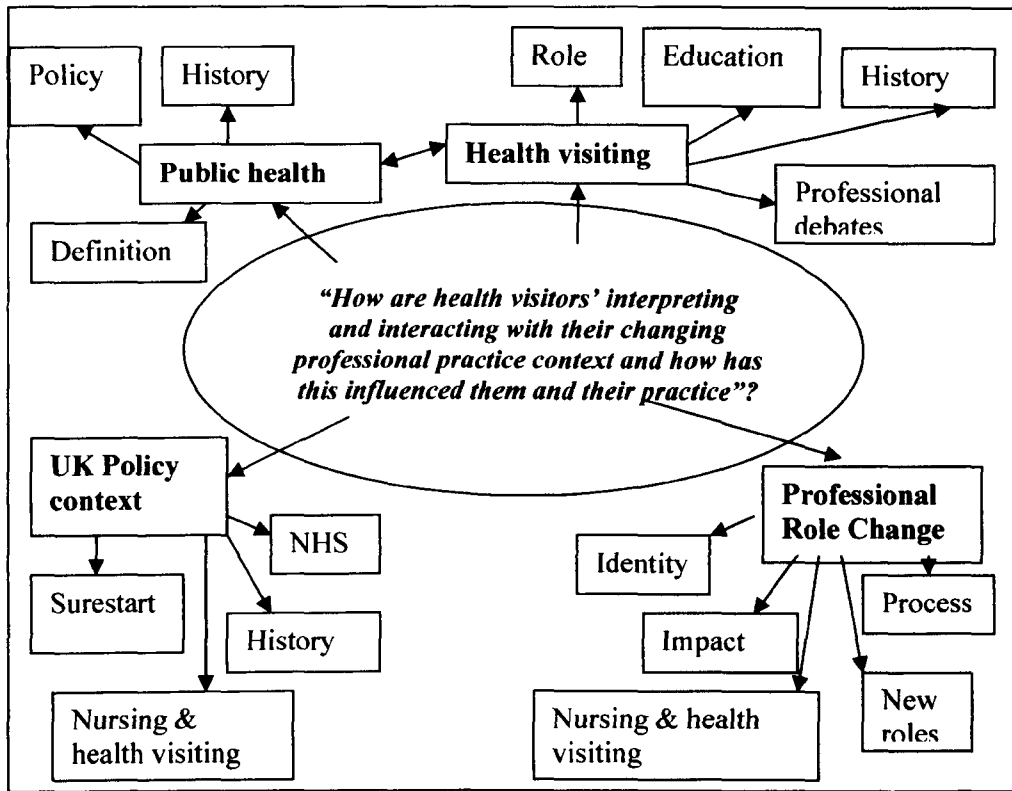 Policy
History
Role
Education
History
Public health
Health visiting
Professional
debates
Definition
"How are health visitors' interpreting
and interacting with their changing
professional practice context and how has
this influenced them and their practice"?
UK Policy
context
NHS
Surestart
History
Nursing &
health visiting
Professional
Role Change
Identity
Process
Impact
New
roles
Nursing & health
visiting